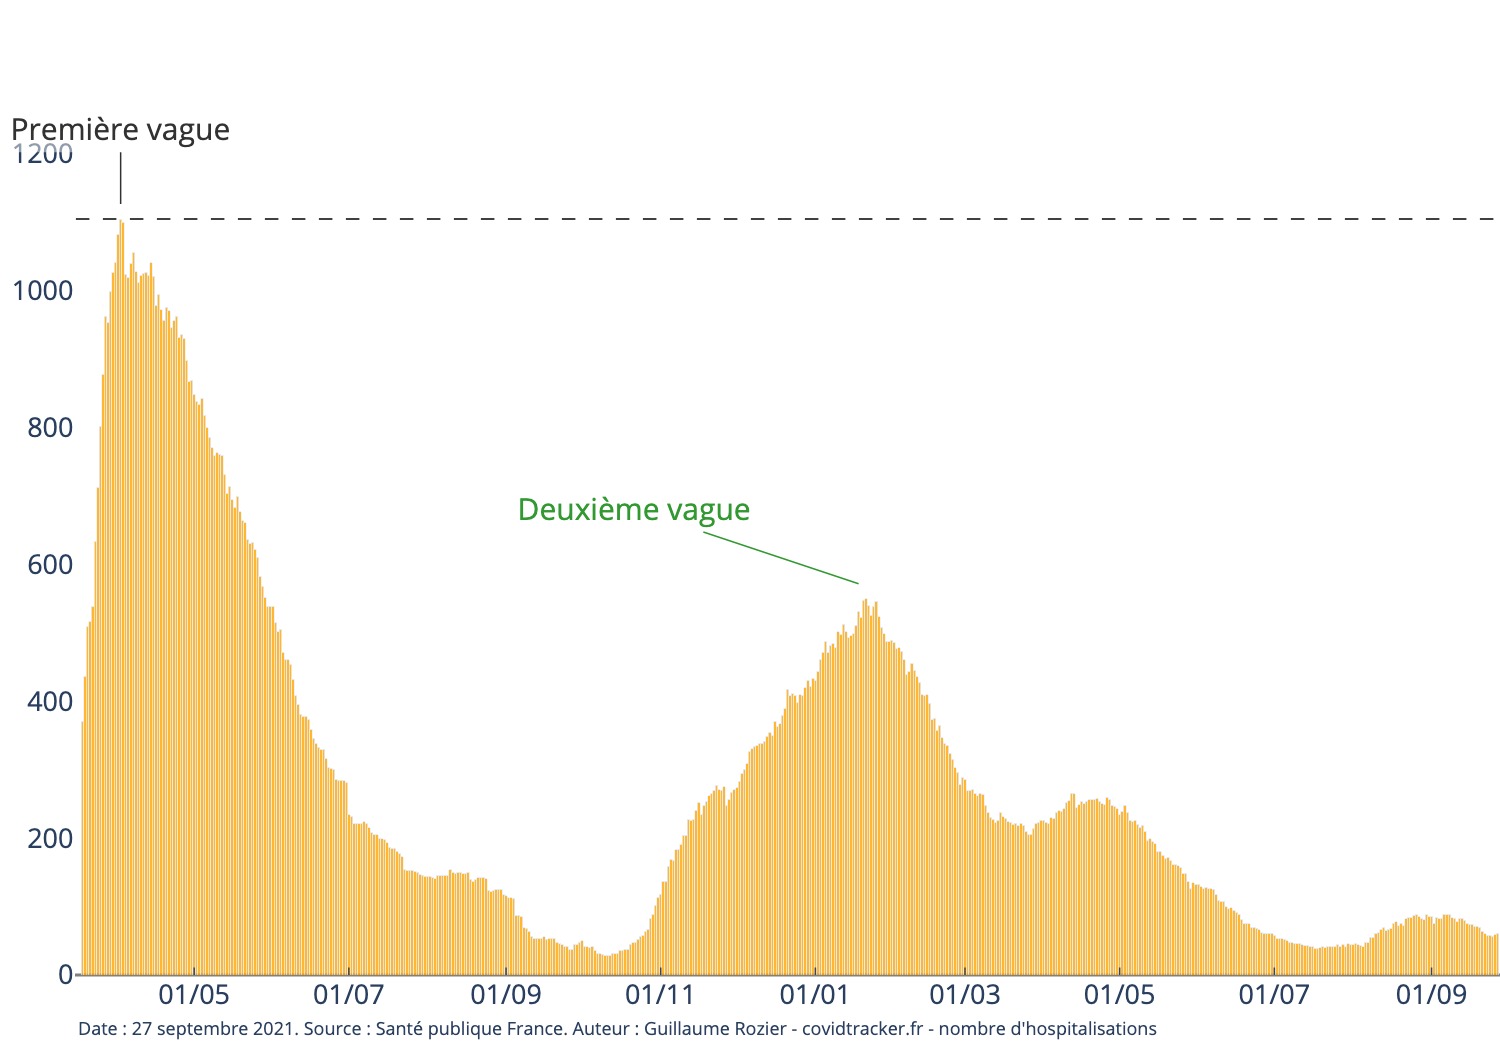 Première vague
1200
1000
800
Deuxième vague
600
400
200
0
01/05 01/07 01/09 01/11 01/01 01/03 01/05 01/07 01/09
Date : 27 septembre 2021. Source : Santé publique France. Auteur : Guillaume Rozier - covidtracker.fr - nombre d'hospitalisations